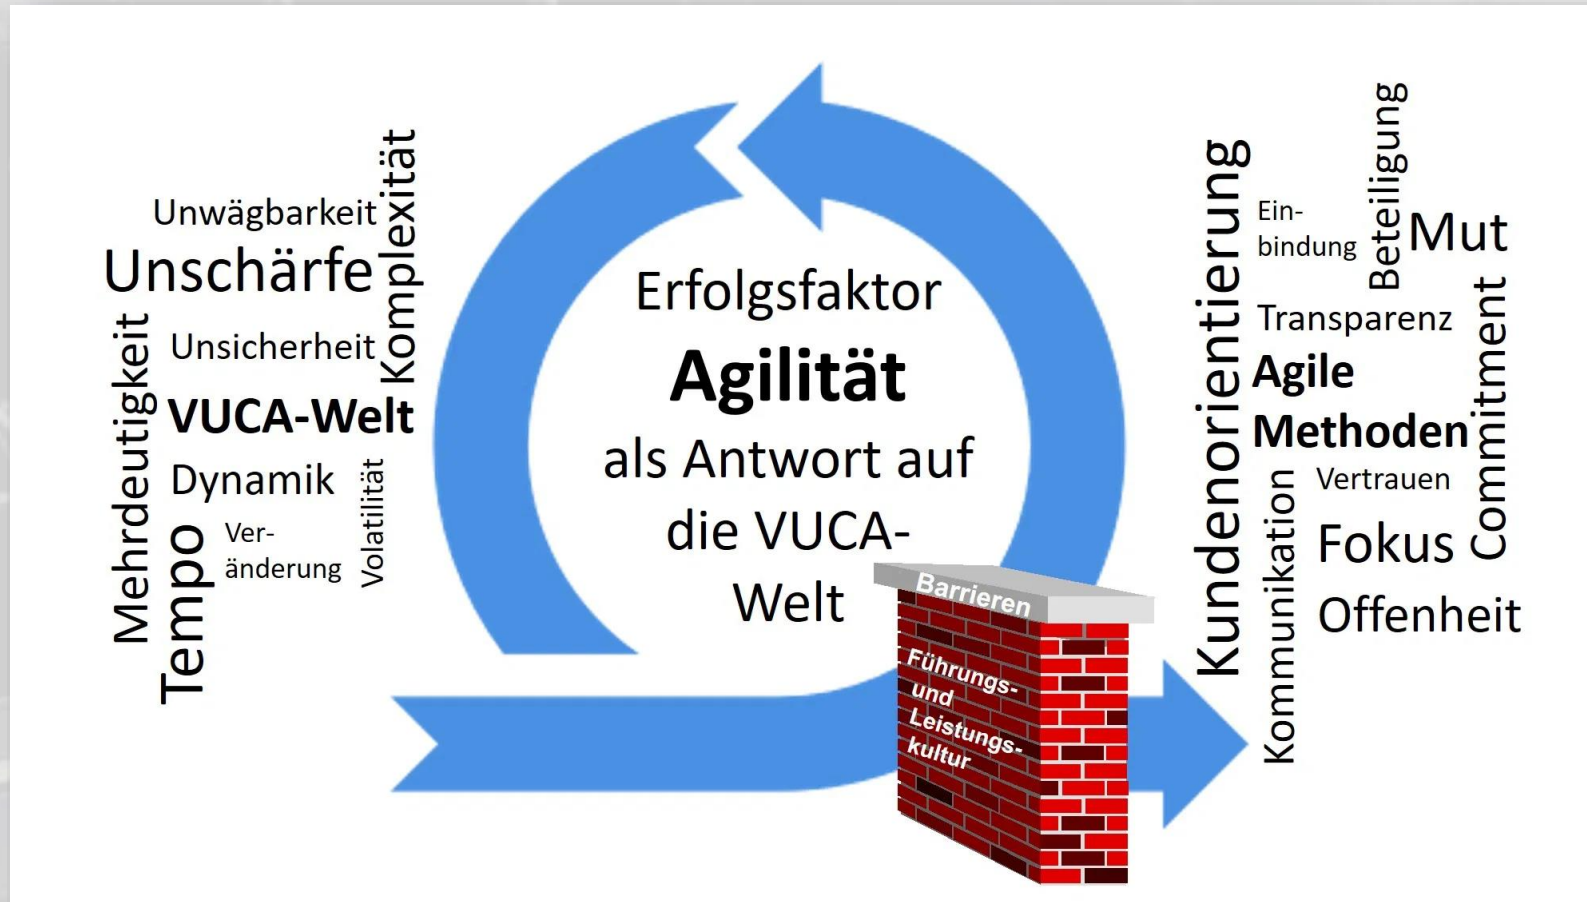 Unwägbarkeit
Unschärfe
Komplexität
Unsicherheit
Mehrdeutigkeit
VUCA-Welt
Dynamik
Volatilität
Tempo
Ver-
änderung
Erfolgsfaktor
Agilität
als Antwort auf
die VUCA-
Welt
Barrieren
Führungs-
und
Leistungs-
kultur
Kundenorientierung
Ein-
bindung
Beteiligung
Mut
Transparenz
Agile
Methoden
Commitment
Vertrauen
Kommunikation
Fokus
Offenheit